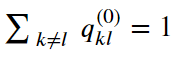 ∑ k≠l q_{kl}^{(0)} = 1